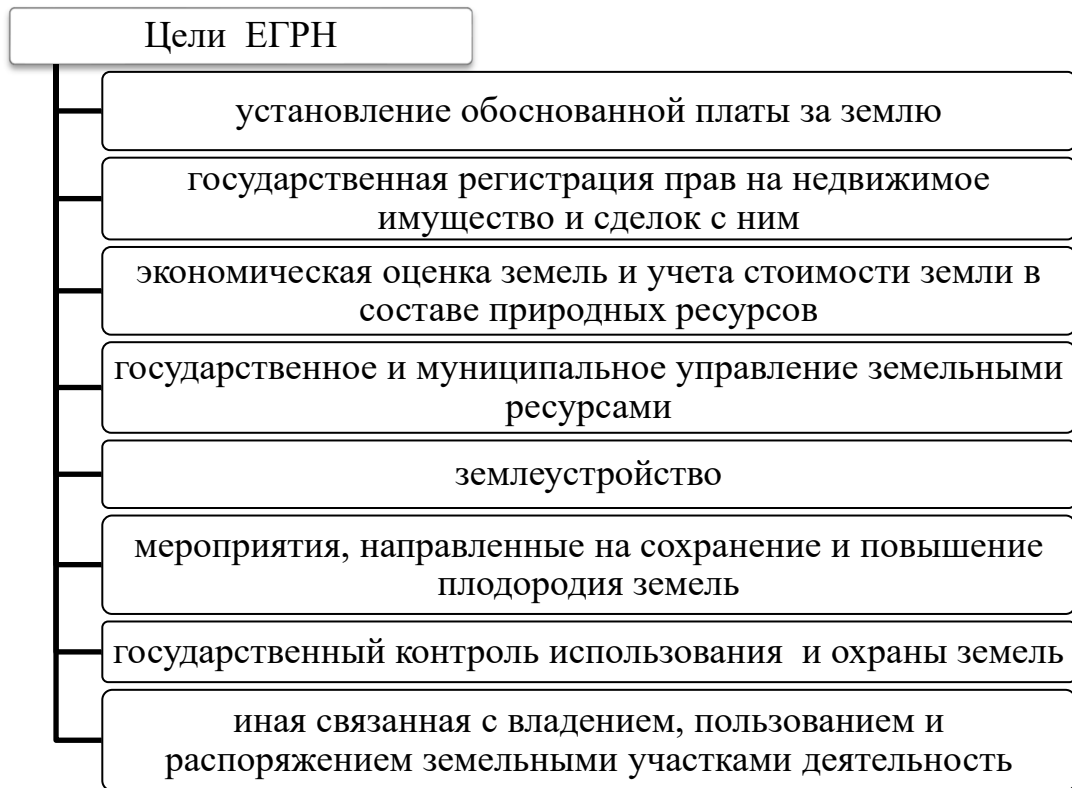 Цели ЕГРН
установление обоснованной платы за землю
государственная регистрация прав на недвижимое
имущество и сделок с ним
экономическая оценка земель и учета стоимости земли в
составе природных ресурсов
государственное и муниципальное управление земельными
ресурсами
землеустройство
мероприятия, направленные на сохранение и повышение
плодородия земель
государственный контроль использования и охраны земель
иная связанная с владением, пользованием и
распоряжением земельными участками деятельность